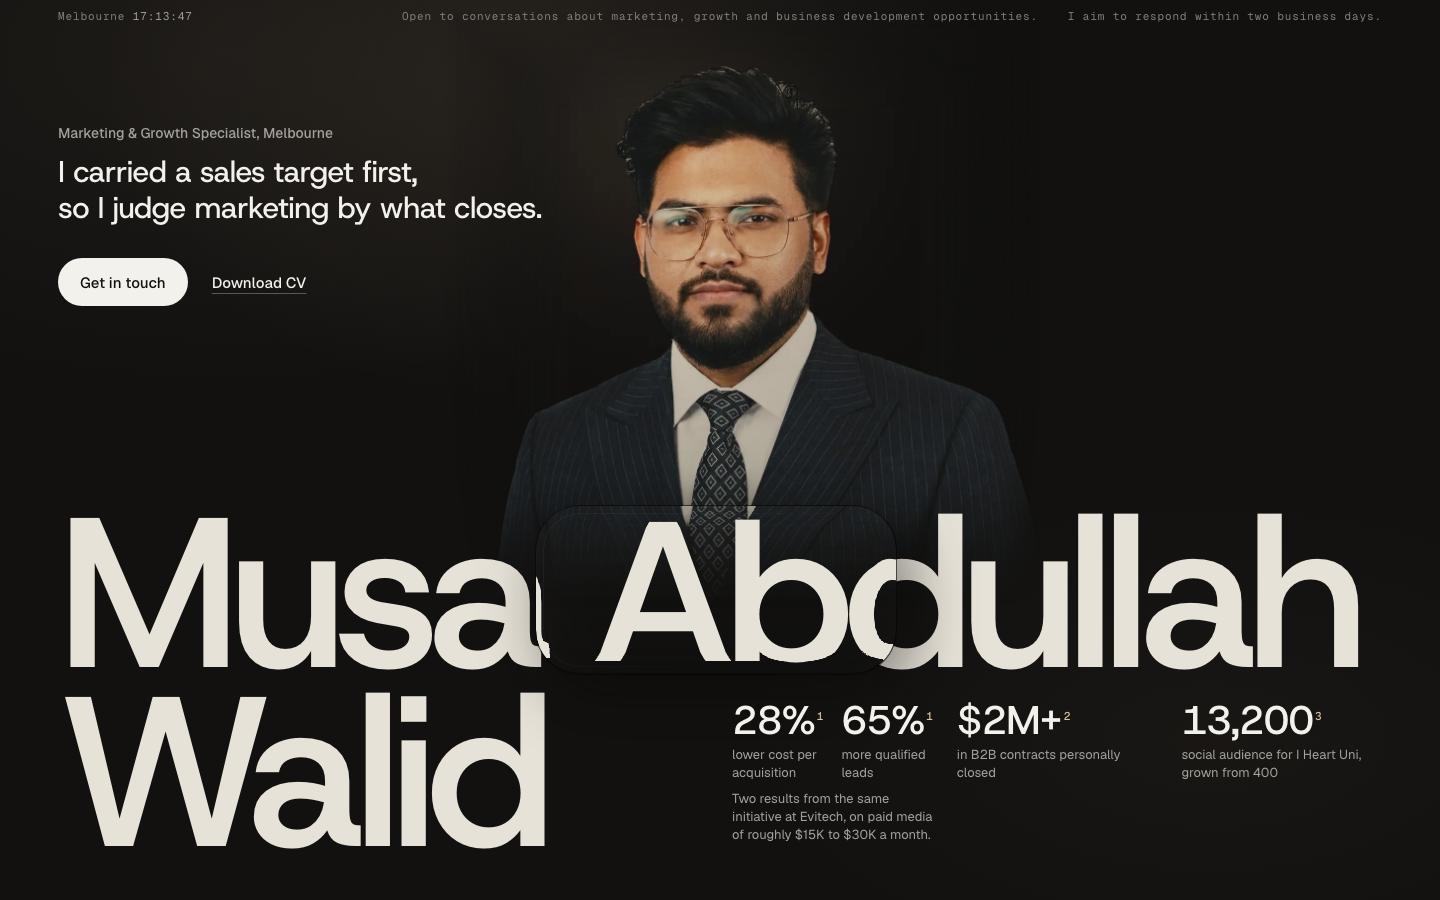 Melbourne 17:13:47
Open to conversations about marketing, growth and business development opportunities.
I aim to respond within two business days.
Marketing & Growth Specialist, Melbourne
I carried a sales target first,
so I judge marketing by what closes.
Get in touch
Download CV
Musa Abdullah
Walid
28%¹
lower cost per
acquisition
65%¹
more qualified
leads
Two results from the same
initiative at Evitech, on paid media
of roughly $15K to $30K a month.
$2M+²
in B2B contracts personally
closed
13,200³
social audience for I Heart Uni,
grown from 400